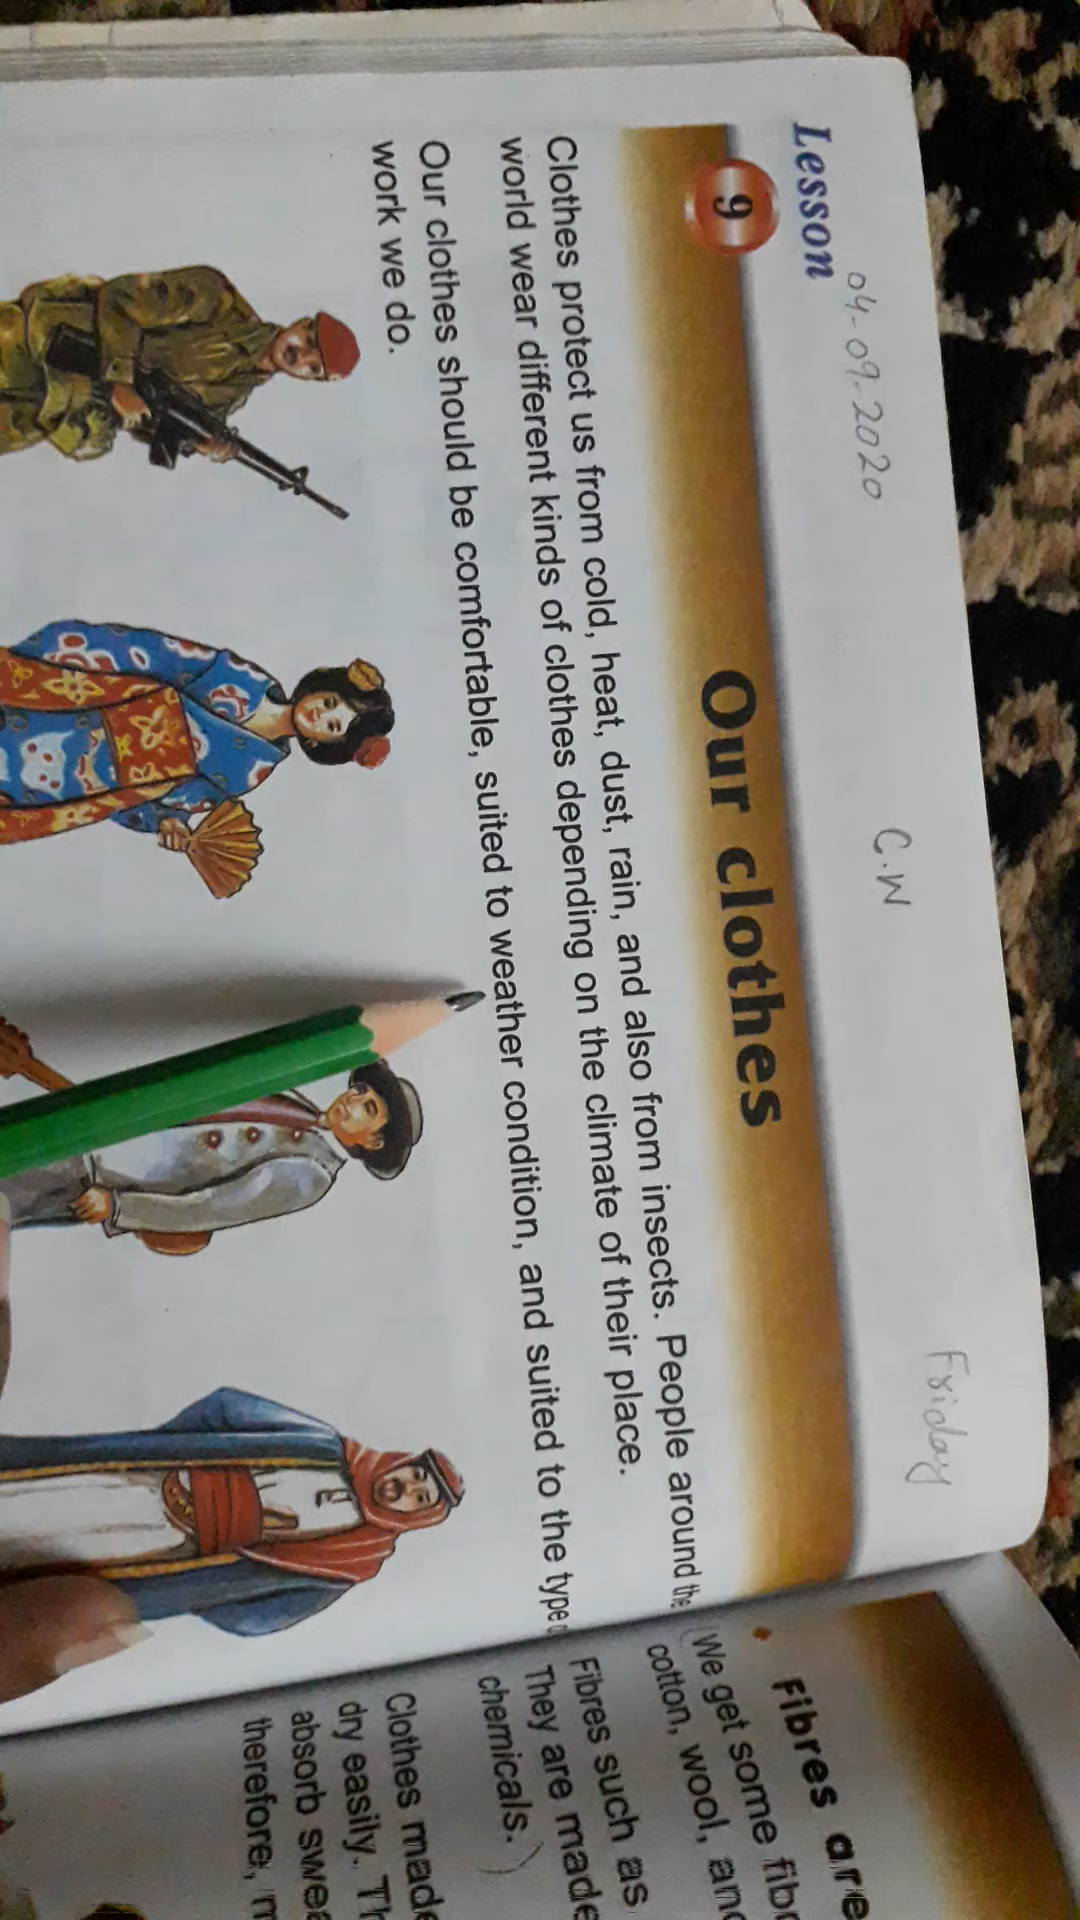 04-09-2020 C.W Friday
Lesson
9
Our clothes
Clothes protect us from cold, heat, dust, rain, and also from insects. People around the
world wear different kinds of clothes depending on the climate of their place.
Our clothes should be comfortable, suited to weather condition, and suited to the type
work we do.
Fibres are
We get some fib
cotton, wool, an
Fibres such as
They are made
chemicals.)
Clothes made
dry easily. Th
absorb swea
therefore, m